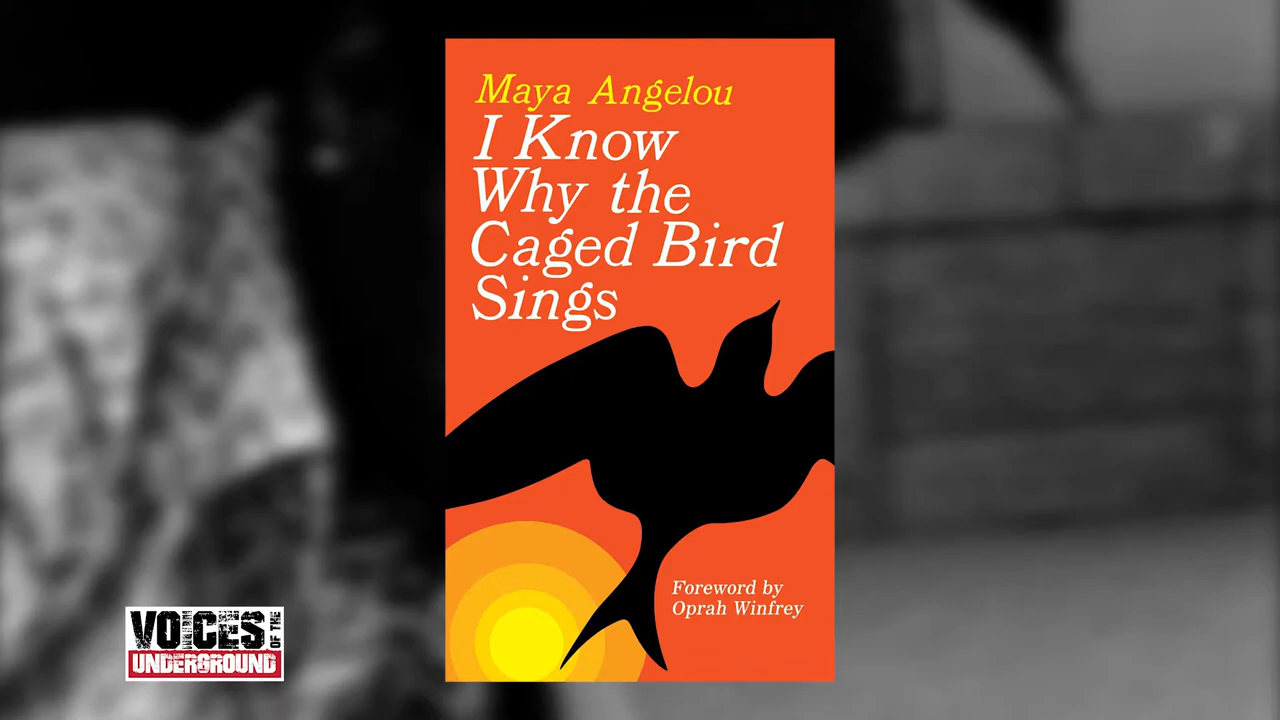 Maya Angelou
I Know
Why the
Caged Bird
Sings
Foreword by
Oprah Winfrey
VOICES OF THE
UNDERGROUND